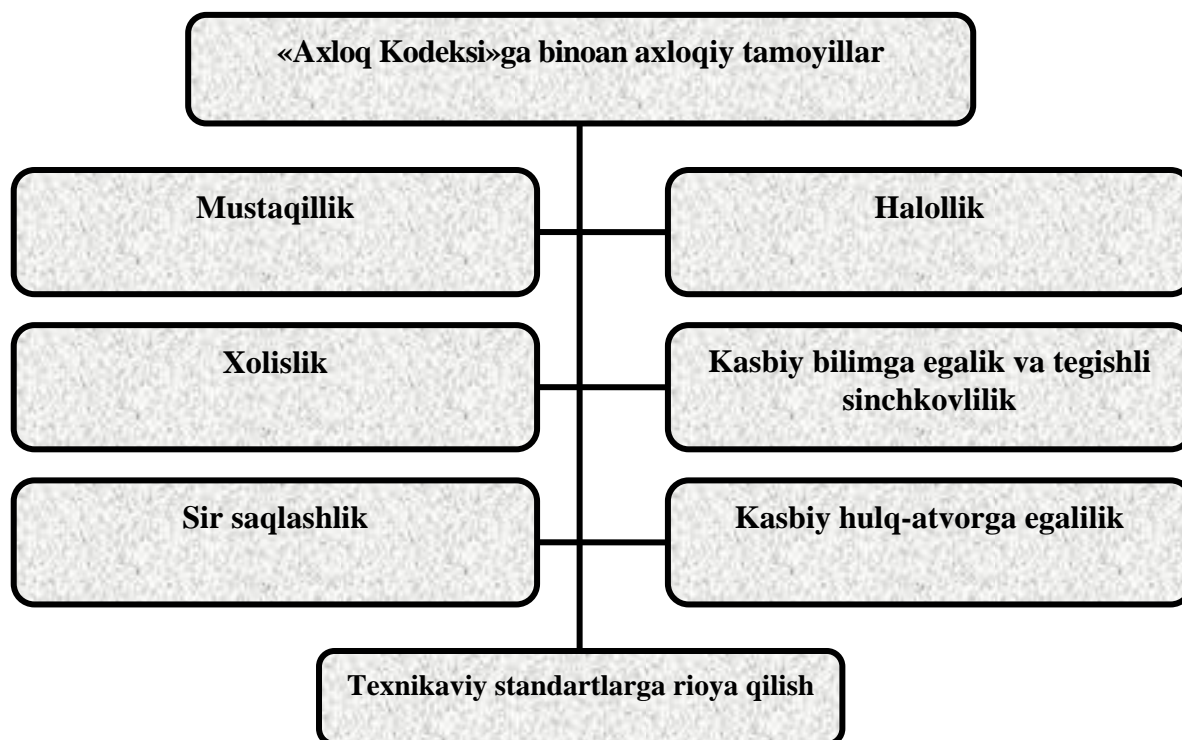 «Axloq Kodeksi»ga binoan axloqiy tamoyillar
Mustaqillik
Halollik
Xolislik
Kasbiy bilimga egalik va tegishli
sinchkovlilik
Sir saqlashlik
Kasbiy hulq-atvorga egalilik
Texnikaviy standartlarga rioya qilish